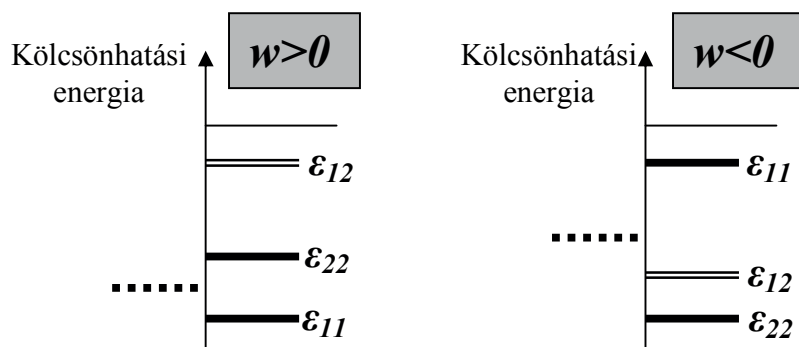 Kölcsönhatási
energia
w>0
ε12
ε22
ε11
Kölcsönhatási
energia
w<0
ε11
ε12
ε22